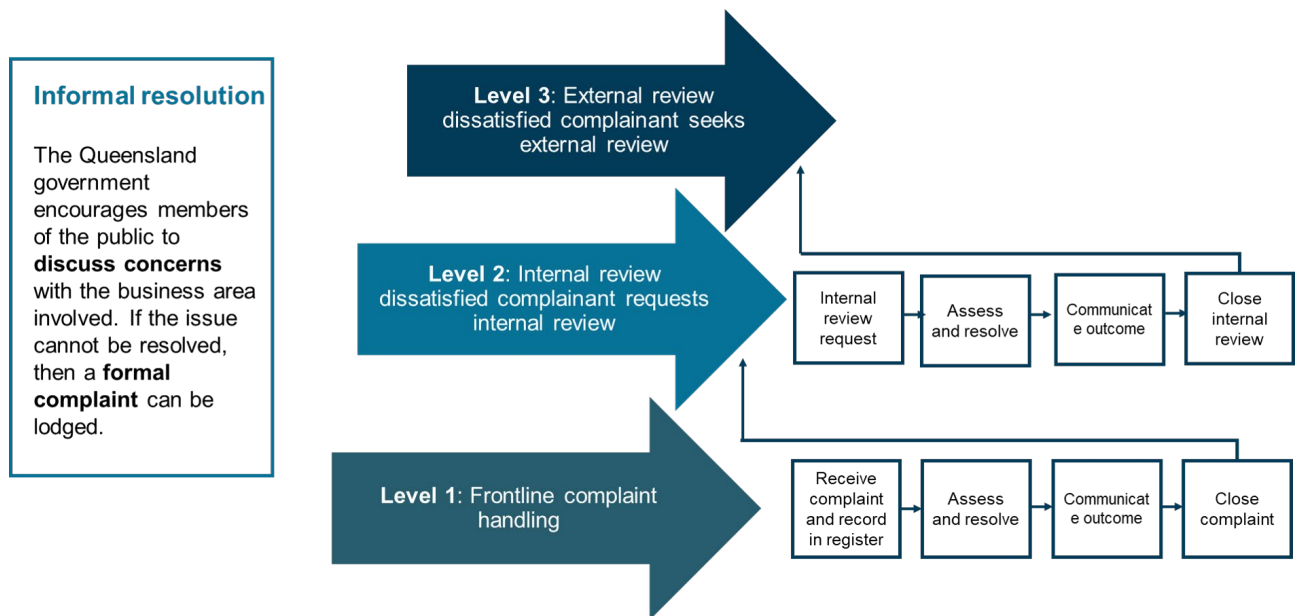 Informal resolution
The Queensland
government
encourages members
of the public to
discuss concerns
with the business area
involved. If the issue
cannot be resolved,
then a formal
complaint can be
lodged.
Level 3: External review
dissatisfied complainant seeks
external review
Level 2: Internal review
dissatisfied complainant requests
internal review
Internal
review
request
Assess
and resolve
Communicat
e outcome
Close
internal
review
Level 1: Frontline complaint
handling
Receive
complaint
and record
in register
Assess
and resolve
Communicat
e outcome
Close
complaint